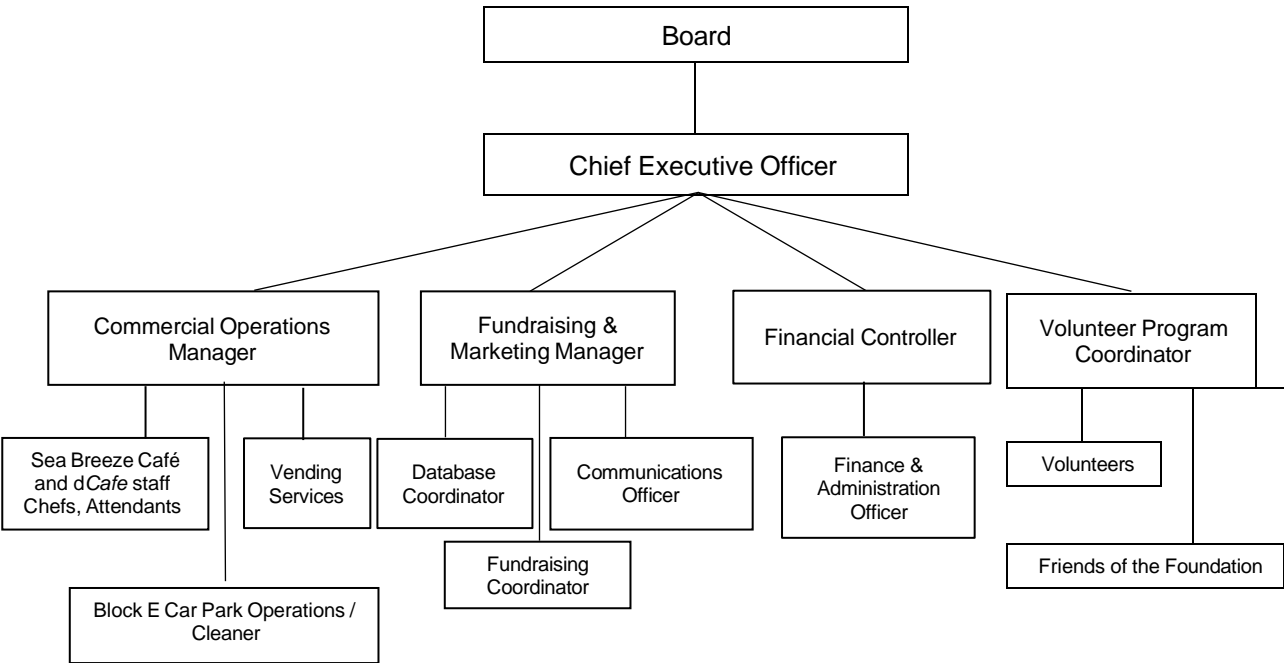 Board
Chief Executive Officer
Commercial Operations
Manager
Fundraising &
Marketing Manager
Financial Controller
Volunteer Program
Coordinator
Sea Breeze Café
and dCafe staff
Chefs, Attendants
Vending
Services
Database
Coordinator
Communications
Officer
Finance &
Administration
Officer
Volunteers
Fundraising
Coordinator
Friends of the Foundation
Block E Car Park Operations /
Cleaner